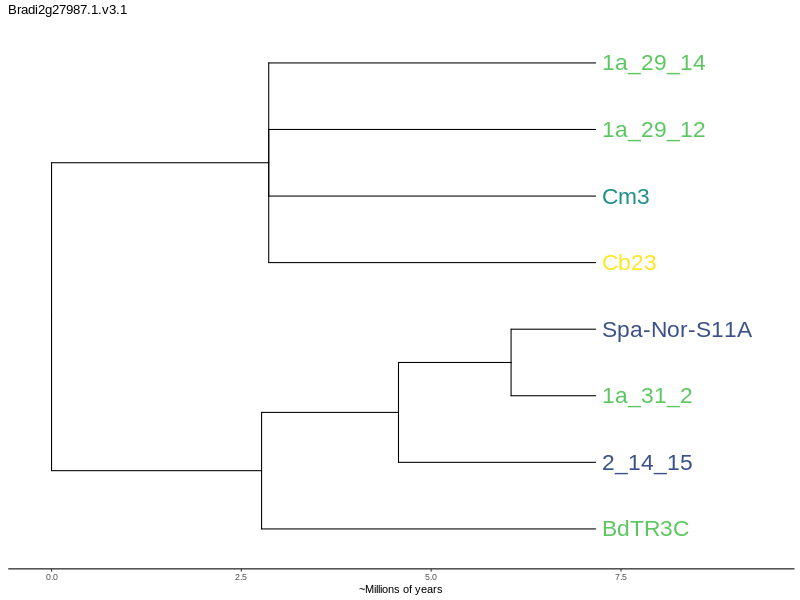 Bradi2g27987.1.v3.1
1a_29_14
1a_29_12
Cm3
Cb23
Spa-Nor-S11A
1a_31_2
2_14_15
BdTR3C
0.0 2.5 5.0 7.5
~Millions of years